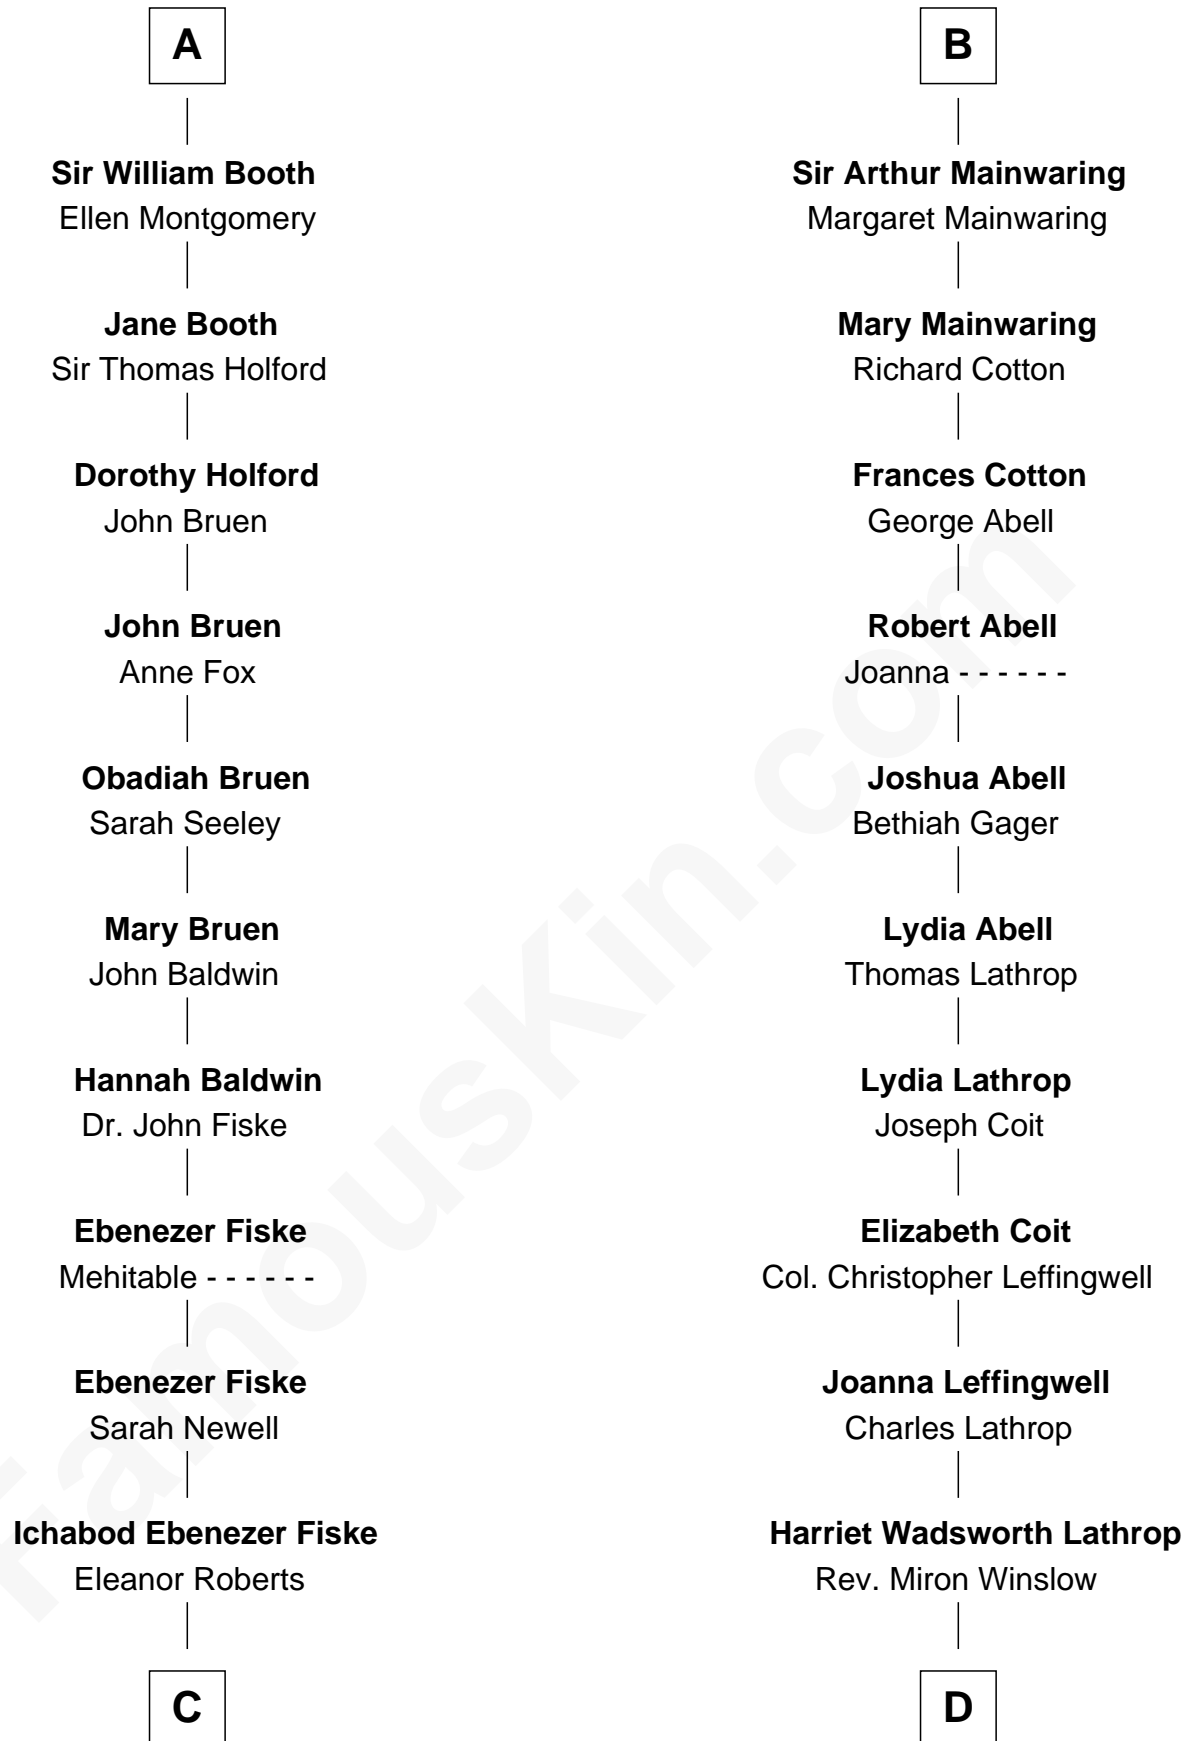 A
Sir William Booth
Ellen Montgomery
Jane Booth
Sir Thomas Holford
Dorothy Holford
John Bruen
John Bruen
Anne Fox
Obadiah Bruen
Sarah Seeley
Mary Bruen
John Baldwin
Hannah Baldwin
Dr. John Fiske
Ebenezer Fiske
Mehitable - - - - - -
Ebenezer Fiske
Sarah Newell
Ichabod Ebenezer Fiske
Eleanor Roberts
C
B
Sir Arthur Mainwaring
Margaret Mainwaring
Mary Mainwaring
Richard Cotton
Frances Cotton
George Abell
Robert Abell
Joanna - - - - - -
Joshua Abell
Bethiah Gager
Lydia Abell
Thomas Lathrop
Lydia Lathrop
Joseph Coit
Elizabeth Coit
Col. Christopher Leffingwell
Joanna Leffingwell
Charles Lathrop
Harriet Wadsworth Lathrop
Rev. Miron Winslow
D
FamousKin.com